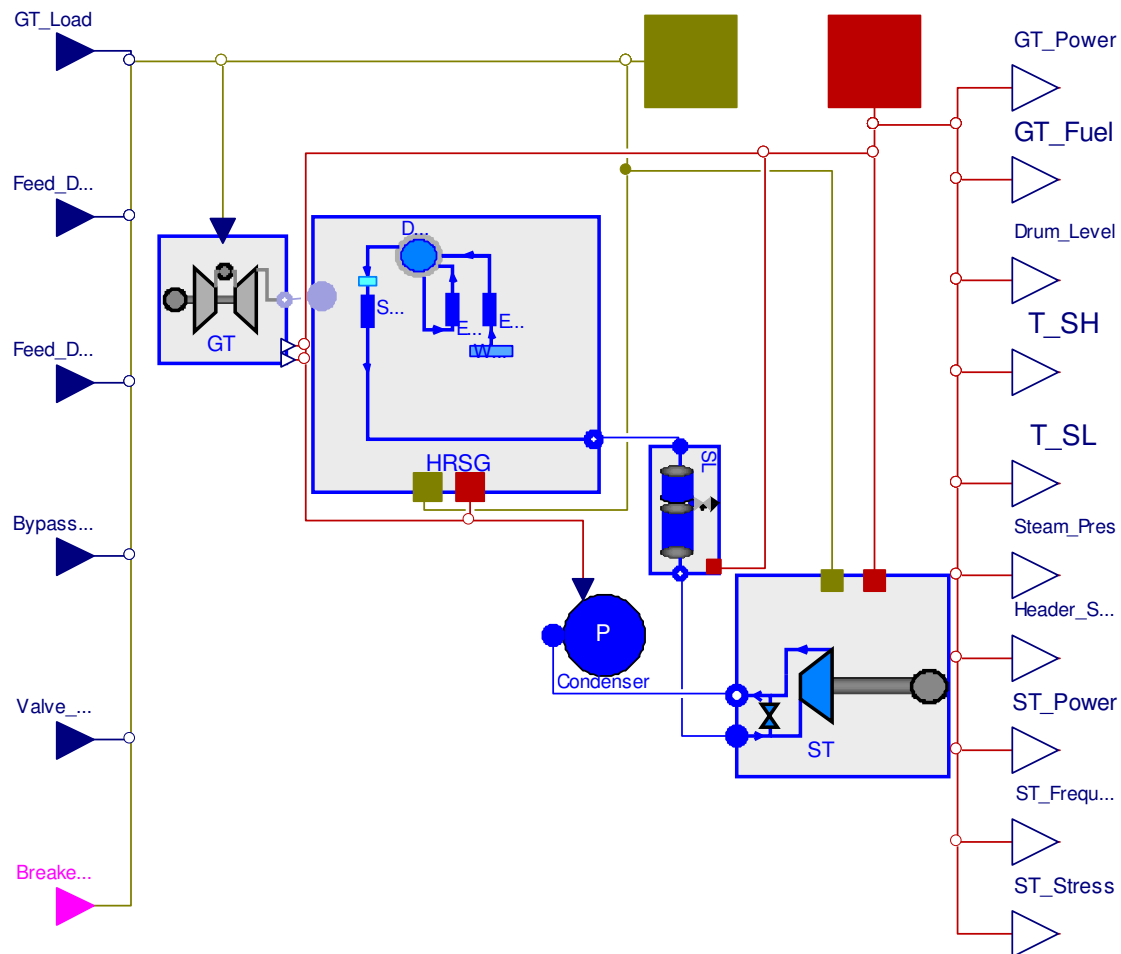 GT_Load
GT_Power
GT_Fuel
Feed_D...
D...
Drum_Level
S...
E...
E...
GT
W...
T_SH
Feed_D...
T_SL
HRSG
SL
Bypass...
Steam_Pres
Header_S...
P
Condenser
Valve_...
ST_Power
ST
ST_Frequ...
Breake...
ST_Stress